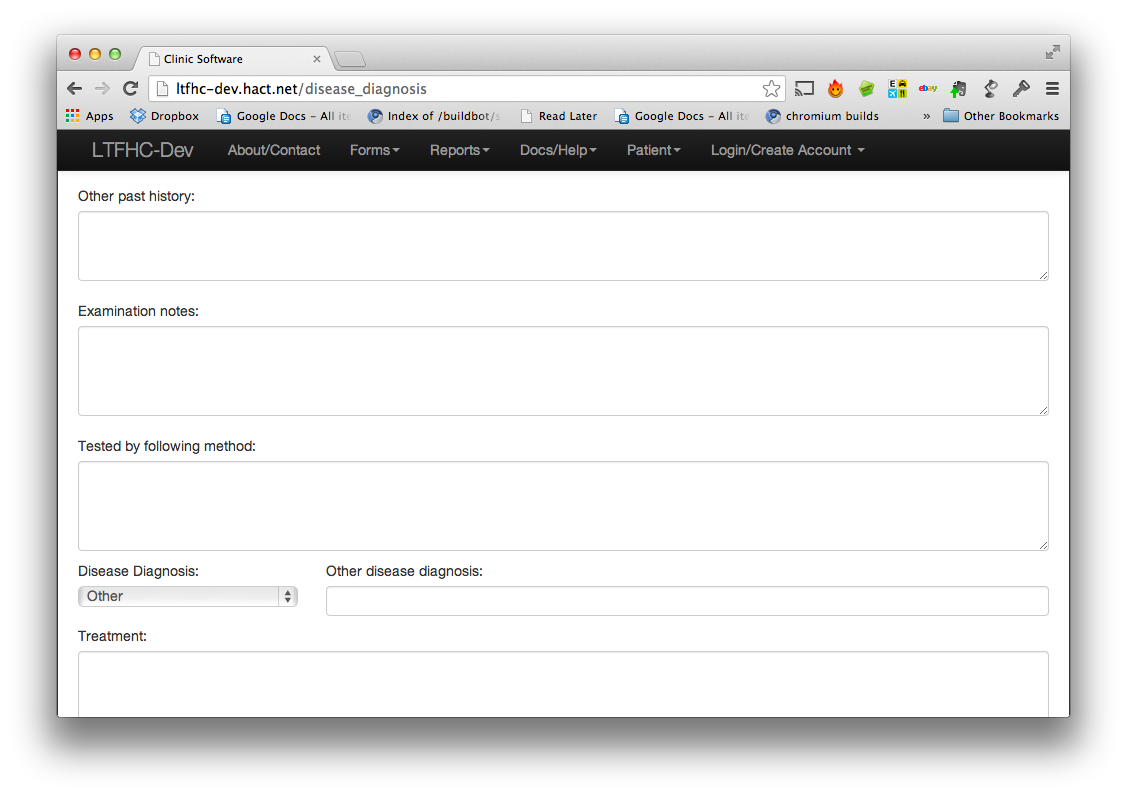 Clinic Software
ltfhc-dev.hact.net/disease_diagnosis
Apps Dropbox Google Docs – All ite Index of /buildbot/s Read Later Google Docs – All ite chromium builds » Other Bookmarks
LTFHC-Dev About/Contact Forms Reports Docs/Help Patient Login/Create Account
Other past history:
Examination notes:
Tested by following method:
Disease Diagnosis: Other disease diagnosis:
Other
Treatment: